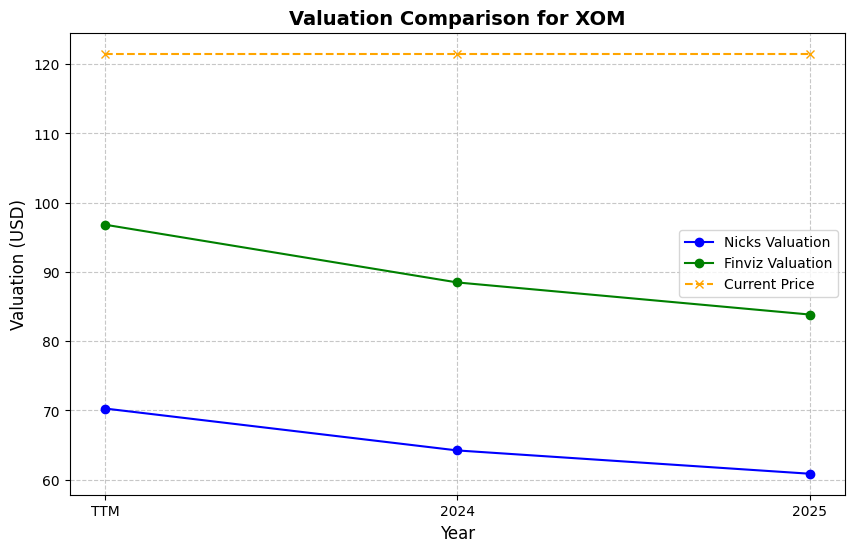 Valuation Comparison for XOM
Valuation (USD)
120
110
100
90
80
70
60
Nicks Valuation
Finviz Valuation
Current Price
TTM
2024
2025
Year